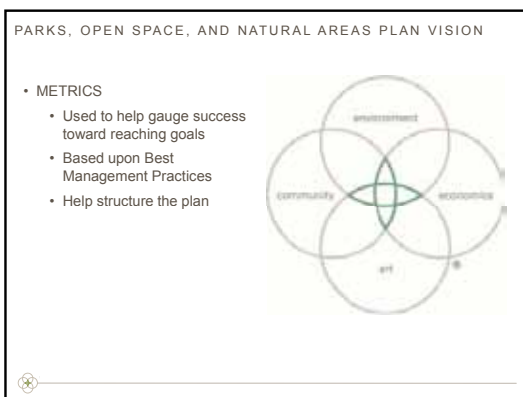 PARKS, OPEN SPACE, AND NATURAL AREAS PLAN VISION
• METRICS
• Used to help gauge success
toward reaching goals
• Based upon Best
Management Practices
• Help structure the plan
environment
community
economics
art